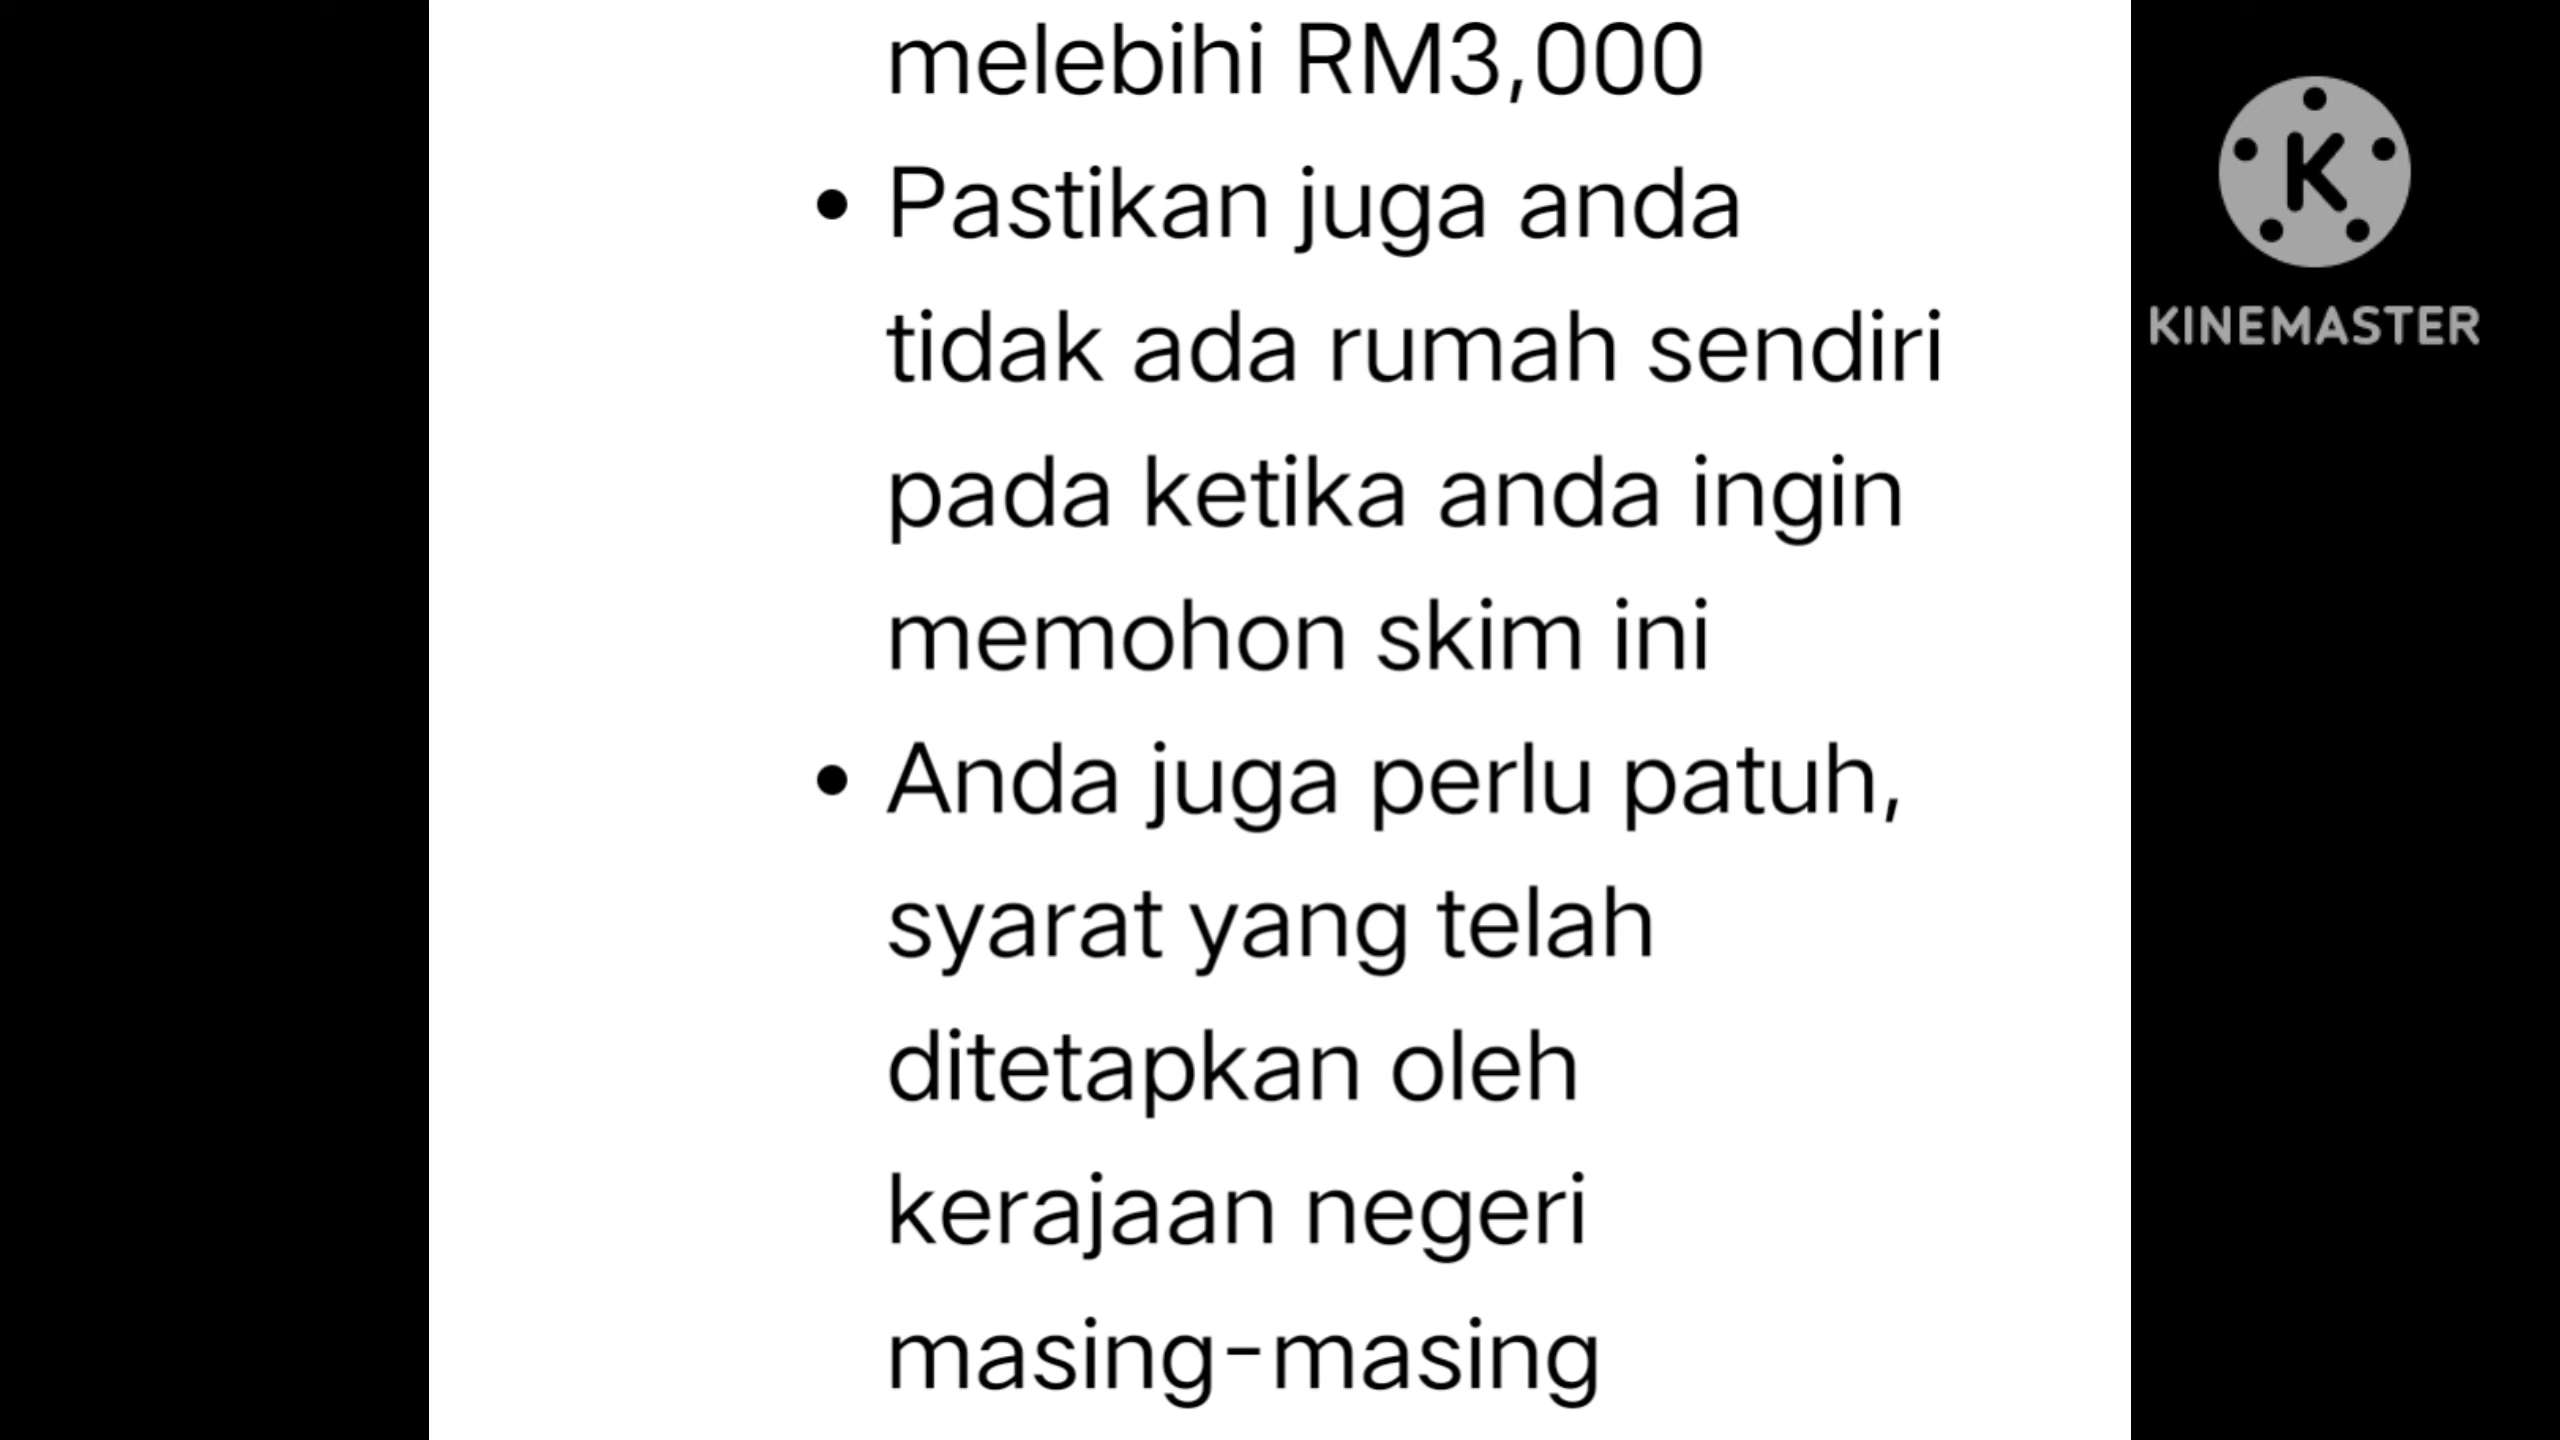 melebihi RM3,000
• Pastikan juga anda
tidak ada rumah sendiri
pada ketika anda ingin
memohon skim ini
• Anda juga perlu patuh,
syarat yang telah
ditetapkan oleh
kerajaan negeri
masing-masing
K
KINEMASTER